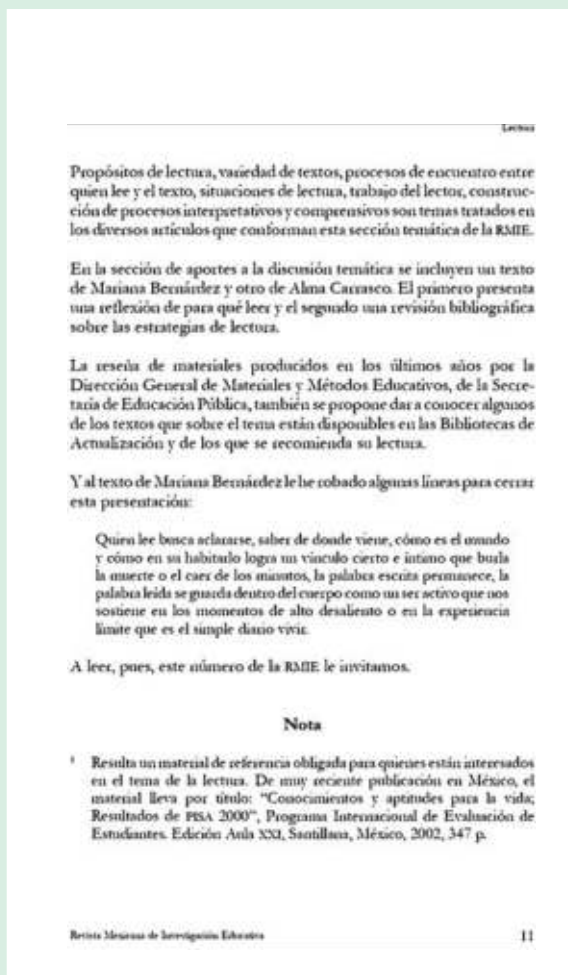 Lectura
Propósitos de lectura, variedad de textos, procesos de encuentro entre
quien lee y el texto, situaciones de lectura, trabajo del lector, construc-
ción de procesos interpretativos y comprensivos son temas tratados en
los diversos artículos que conforman esta sección temática de la RMIE.
En la sección de aportes a la discusión temática se incluyen un texto
de Mariana Bernárdez y otro de Alma Carrasco. El primero presenta
una reflexión de para qué leer y el segundo una revisión bibliográfica
sobre las estrategias de lectura.
La reseña de materiales producidos en los últimos años por la
Dirección General de Materiales y Métodos Educativos, de la Secre-
taría de Educación Pública, también se propone dar a conocer algunos
de los textos que sobre el tema están disponibles en las Bibliotecas de
Actualización y de los que se recomienda su lectura.
Y al texto de Mariana Bernárdez le he robado algunas líneas para cerrar
esta presentación:
Quien lee busca aclararse, saber de donde viene, cómo es el mundo
y cómo en su habitarlo logra un vínculo cierto e íntimo que burla
la muerte o el caer de los minutos, la palabra escrita permanece, la
palabra leída se guarda dentro del cuerpo como un ser activo que nos
sostiene en los momentos de alto desaliento o en la experiencia
límite que es el simple diario vivir.
A leer, pues, este número de la RMIE le invitamos.
Nota
¹ Resulta un material de referencia obligada para quienes están interesados
en el tema de la lectura. De muy reciente publicación en México, el
material lleva por título: “Conocimientos y aptitudes para la vida;
Resultados de PISA 2000”, Programa Internacional de Evaluación de
Estudiantes. Edición Aula XXI, Santillana, México, 2002, 347 p.
Revista Mexicana de Investigación Educativa 11